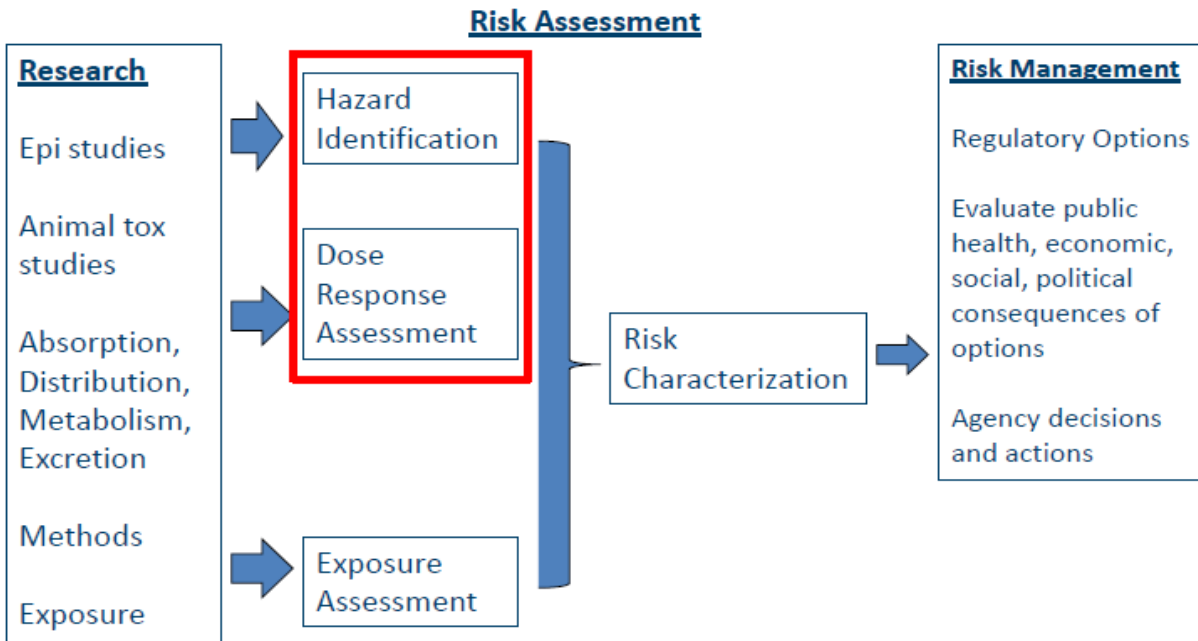 Risk Assessment
Research
Epi studies
Animal tox
studies
Absorption,
Distribution,
Metabolism,
Excretion
Methods
Exposure
Hazard
Identification
Dose
Response
Assessment
Exposure
Assessment
Risk
Characterization
Risk Management
Regulatory Options
Evaluate public
health, economic,
social, political
consequences of
options
Agency decisions
and actions